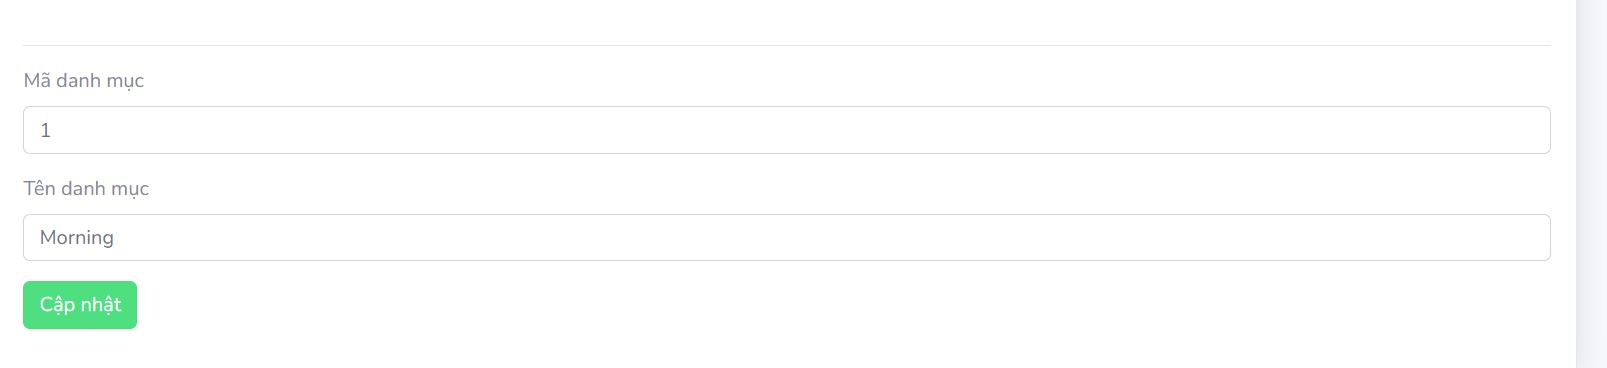 Mã danh mục
1
Tên danh mục
Morning
Cập nhật